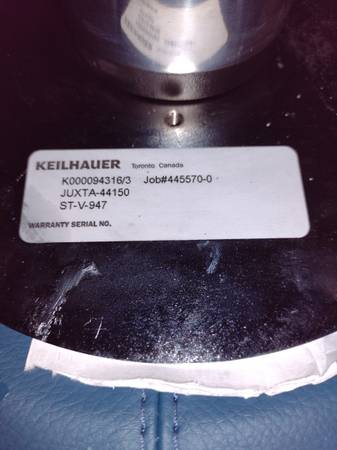 KEILHAUER Toronto Canada
K000094316/3 Job#445570-0
JUXTA-44150
ST-V-947
WARRANTY SERIAL NO.